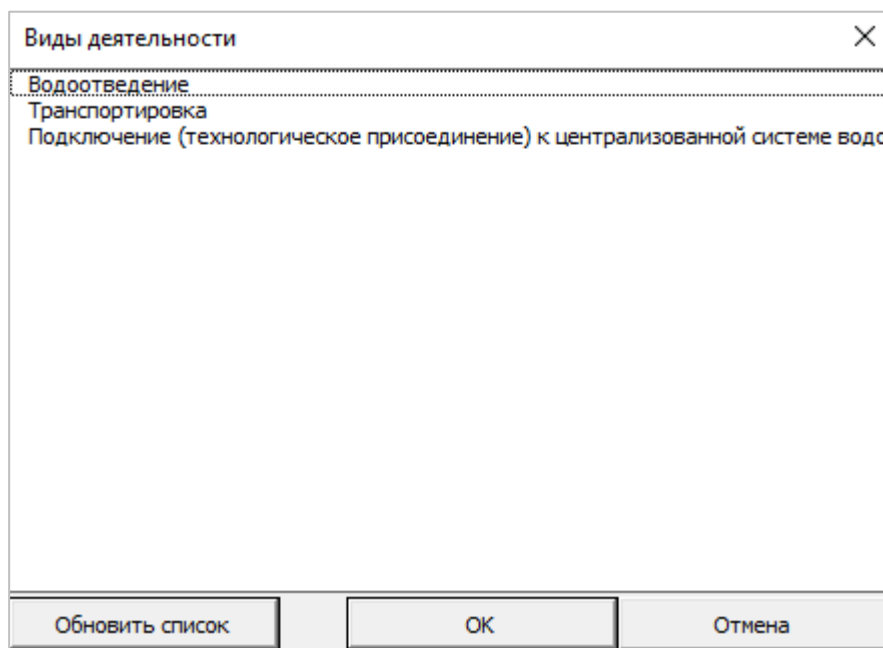 Виды деятельности
Водоотведение
Транспортировка
Подключение (технологическое присоединение) к централизованной системе водо
Обновить список
ОК
Отмена